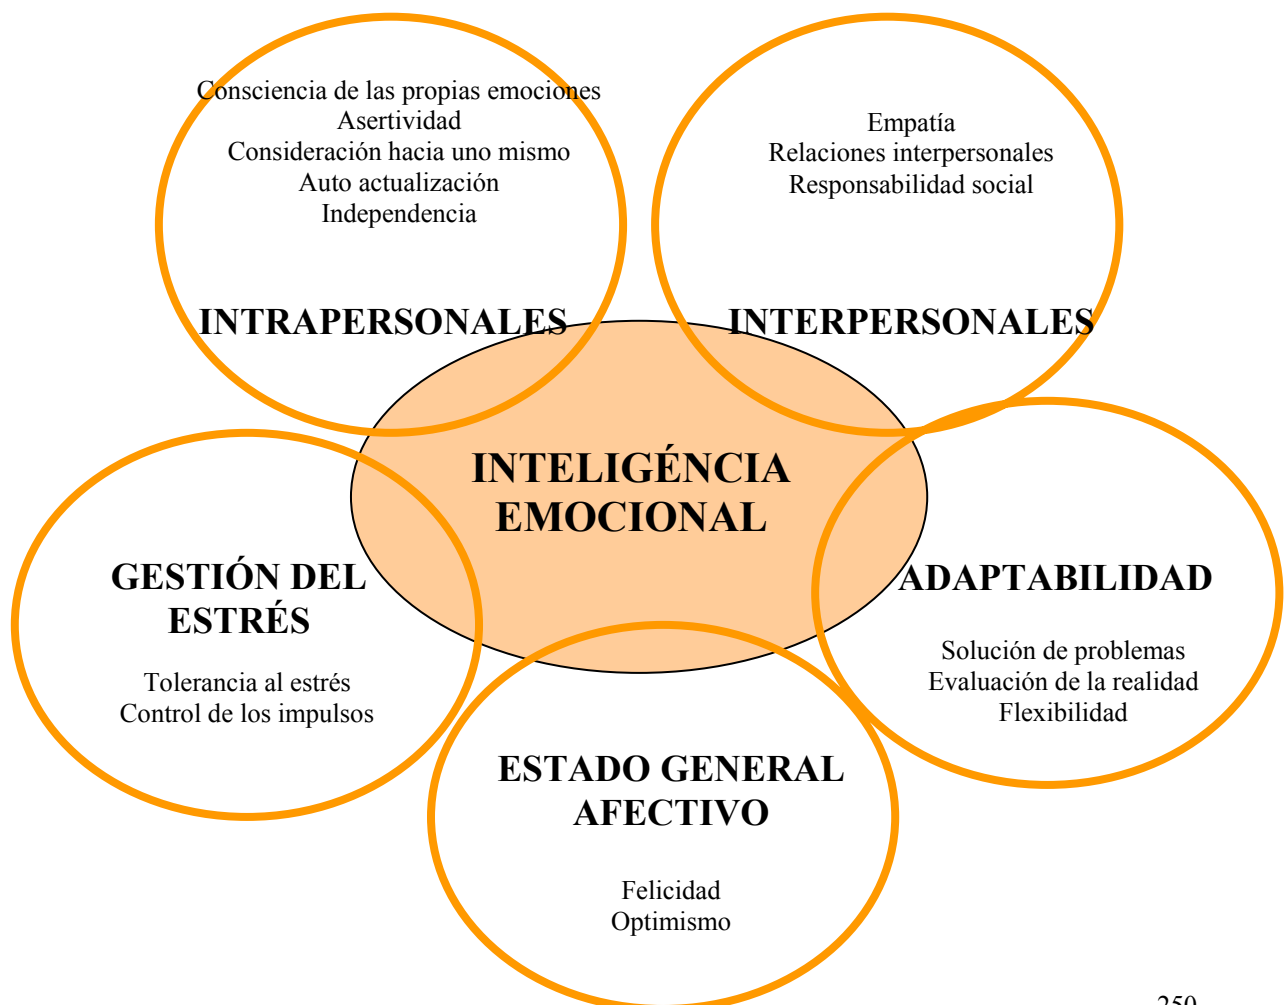 Consciencia de las propias emociones
Asertividad
Consideración hacia uno mismo
Auto actualización
Independencia
INTRAPERSONALES
Empatía
Relaciones interpersonales
Responsabilidad social
INTERPERSONALES
INTELIGÉNCIA
EMOCIONAL
GESTIÓN DEL
ESTRÉS
Tolerancia al estrés
Control de los impulsos
ADAPTABILIDAD
Solución de problemas
Evaluación de la realidad
Flexibilidad
ESTADO GENERAL
AFECTIVO
Felicidad
Optimismo
250